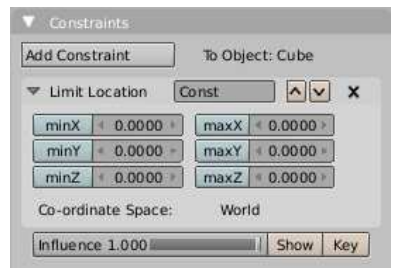 Constraints
Add Constraint To Object: Cube
Limit Location Const
minX 0.0000 maxX 0.0000
minY 0.0000 maxY 0.0000
minZ 0.0000 maxZ 0.0000
Co-ordinate Space: World
Influence 1.000 Show Key